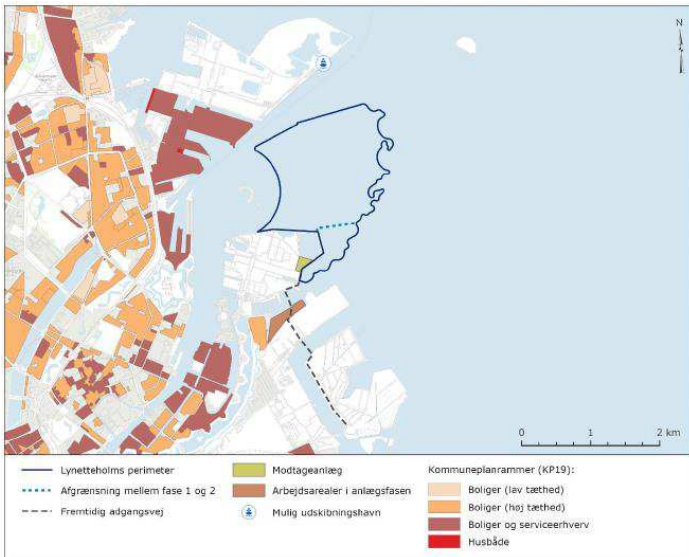 N
0 1 2 km
Lynetteholms perimeter
Afgrænsning mellem fase 1 og 2
Fremtidig adgangsvej
Modtageanlæg
Arbejdsarealer i anlægsfasen
Mulig udskibningshavn
Kommuneplanrammer (KP19):
Boliger (lav tæthed)
Boliger (høj tæthed)
Boliger og serviceerhverv
Husbåde